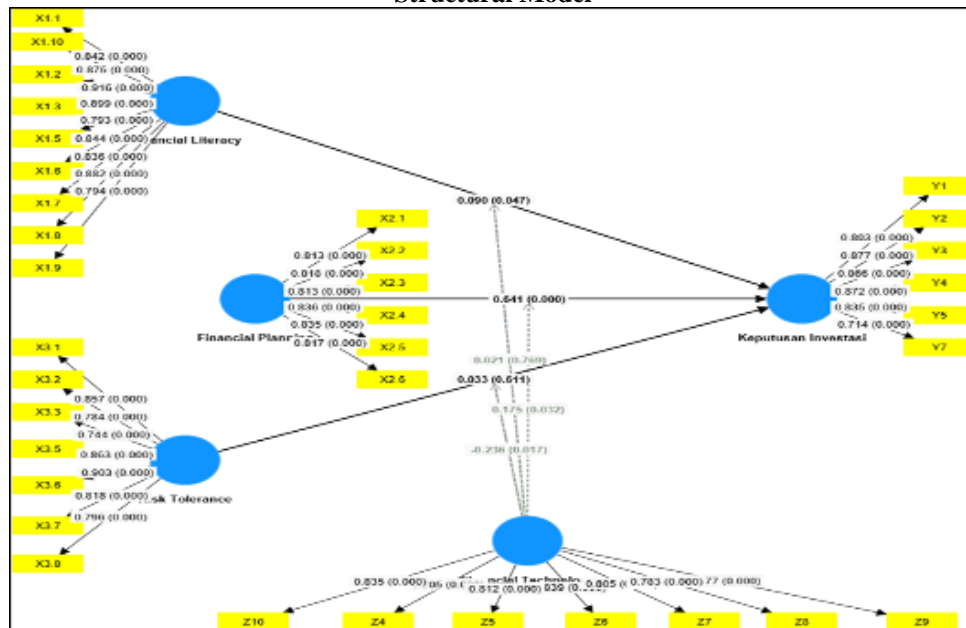 Structural Model
X1.1
X1.10
X1.2
X1.3
X1.5
X1.6
X1.7
X1.8
X1.9
0.842 (0.000)
0.875 (0.000)
0.916 (0.000)
0.899 (0.000)
0.793 (0.000)
0.844 (0.000)
0.836 (0.000)
0.882 (0.000)
0.794 (0.000)
ancial Literacy
0.090 (0.047)
X2.1
X2.2
X2.3
X2.4
X2.5
X2.6
0.813 (0.000)
0.818 (0.000)
0.813 (0.000)
0.836 (0.000)
0.835 (0.000)
0.817 (0.000)
Financial Plann
0.641 (0.000)
Y1
Y2
Y3
Y4
Y5
Y7
0.803 (0.000)
0.877 (0.000)
0.866 (0.000)
0.872 (0.000)
0.835 (0.000)
0.714 (0.000)
Keputusan Investasi
X3.1
X3.2
X3.3
X3.5
X3.6
X3.7
X3.8
0.857 (0.000)
0.784 (0.000)
0.744 (0.000)
0.863 (0.000)
0.903 (0.000)
0.818 (0.000)
0.796 (0.000)
sk Tolerance
0.021 (0.769)
0.033 (0.611)
0.175 (0.032)
-0.236 (0.017)
ncial Technolo
0.835 (0.000)
0.812 (0.000)
0.783 (0.000)
Z10
Z4
Z5
Z6
Z7
Z8
Z9